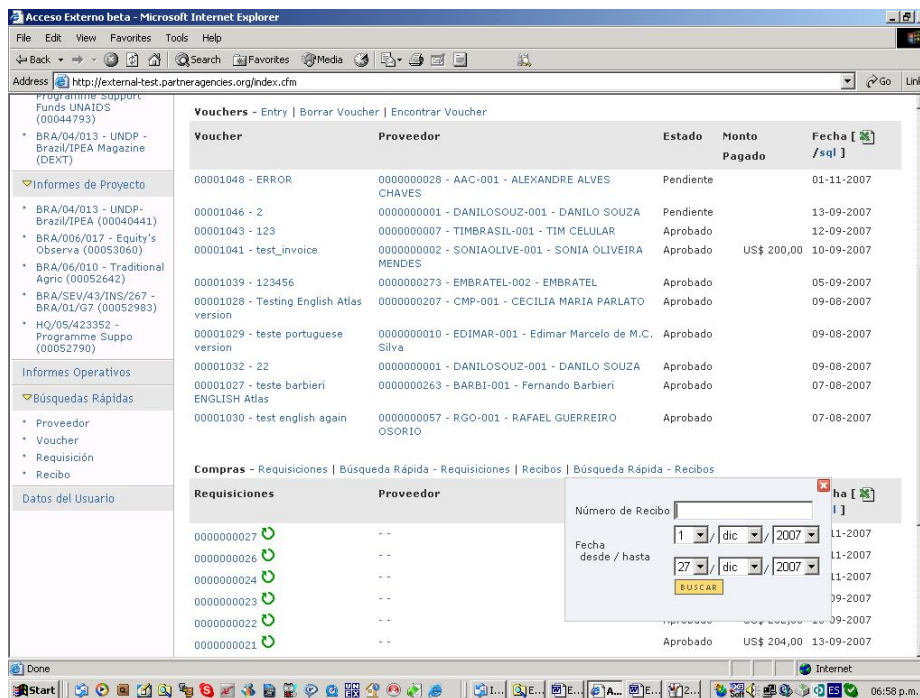 Acceso Externo beta - Microsoft Internet Explorer
File Edit View Favorites Tools Help
Back Search Favorites Media
Address http://external-test.partneragencies.org/index.cfm Go Lin
Programme Support
Funds UNAIDS
(00044793)
BRA/04/013 - UNDP -
Brazil/IPEA Magazine
(DEXT)
Informes de Proyecto
BRA/04/013 - UNDP-
Brazil/IPEA (00040441)
BRA/006/017 - Equity's
Observa (00053060)
BRA/06/010 - Traditional
Agric (00052642)
BRA/SEV/43/INS/267 -
BRA/01/G7 (00052983)
HQ/05/423352 -
Programme Suppo
(00052790)
Informes Operativos
Búsquedas Rápidas
Proveedor
Voucher
Requisición
Recibo
Datos del Usuario
Vouchers - Entry | Borrar Voucher | Encontrar Voucher
Voucher Proveedor Estado Monto Fecha [
Pagado /sql ]
00001048 - ERROR 0000000028 - AAC-001 - ALEXANDRE ALVES Pendiente 01-11-2007
CHAVES
00001046 - 2 0000000001 - DANILOSOUZ-001 - DANILO SOUZA Pendiente 13-09-2007
00001043 - 123 0000000007 - TIMBRASIL-001 - TIM CELULAR Aprobado 12-09-2007
00001041 - test_invoice 0000000002 - SONIAOLIVE-001 - SONIA OLIVEIRA Aprobado US$ 200,00 10-09-2007
MENDES
00001039 - 123456 0000000273 - EMBRATEL-002 - EMBRATEL Aprobado 05-09-2007
00001028 - Testing English Atlas 0000000207 - CMP-001 - CECILIA MARIA PARLATO Aprobado 09-08-2007
version
00001029 - teste portuguese 0000000010 - EDIMAR-001 - Edimar Marcelo de M.C. Aprobado 09-08-2007
version Silva
00001032 - 22 0000000001 - DANILOSOUZ-001 - DANILO SOUZA Aprobado 09-08-2007
00001027 - teste barbieri 0000000263 - BARBI-001 - Fernando Barbieri Aprobado 07-08-2007
ENGLISH Atlas
00001030 - test english again 0000000057 - RGO-001 - RAFAEL GUERREIRO Aprobado 07-08-2007
OSORIO
Compras - Requisiciones | Búsqueda Rápida - Requisiciones | Recibos | Búsqueda Rápida - Recibos
Requisiciones Proveedor ha [
l ]
0000000027 - - 11-2007
0000000026 - - 11-2007
0000000024 - - 11-2007
0000000023 - - 09-2007
0000000022 - - 09-2007
0000000021 - - Aprobado US$ 204,00 13-09-2007
Número de Recibo
1 / dic / 2007
Fecha
desde / hasta
27 / dic / 2007
BUSCAR
Done Internet
Start I... E... E... A... E... 2... ES 06:58 p.m.